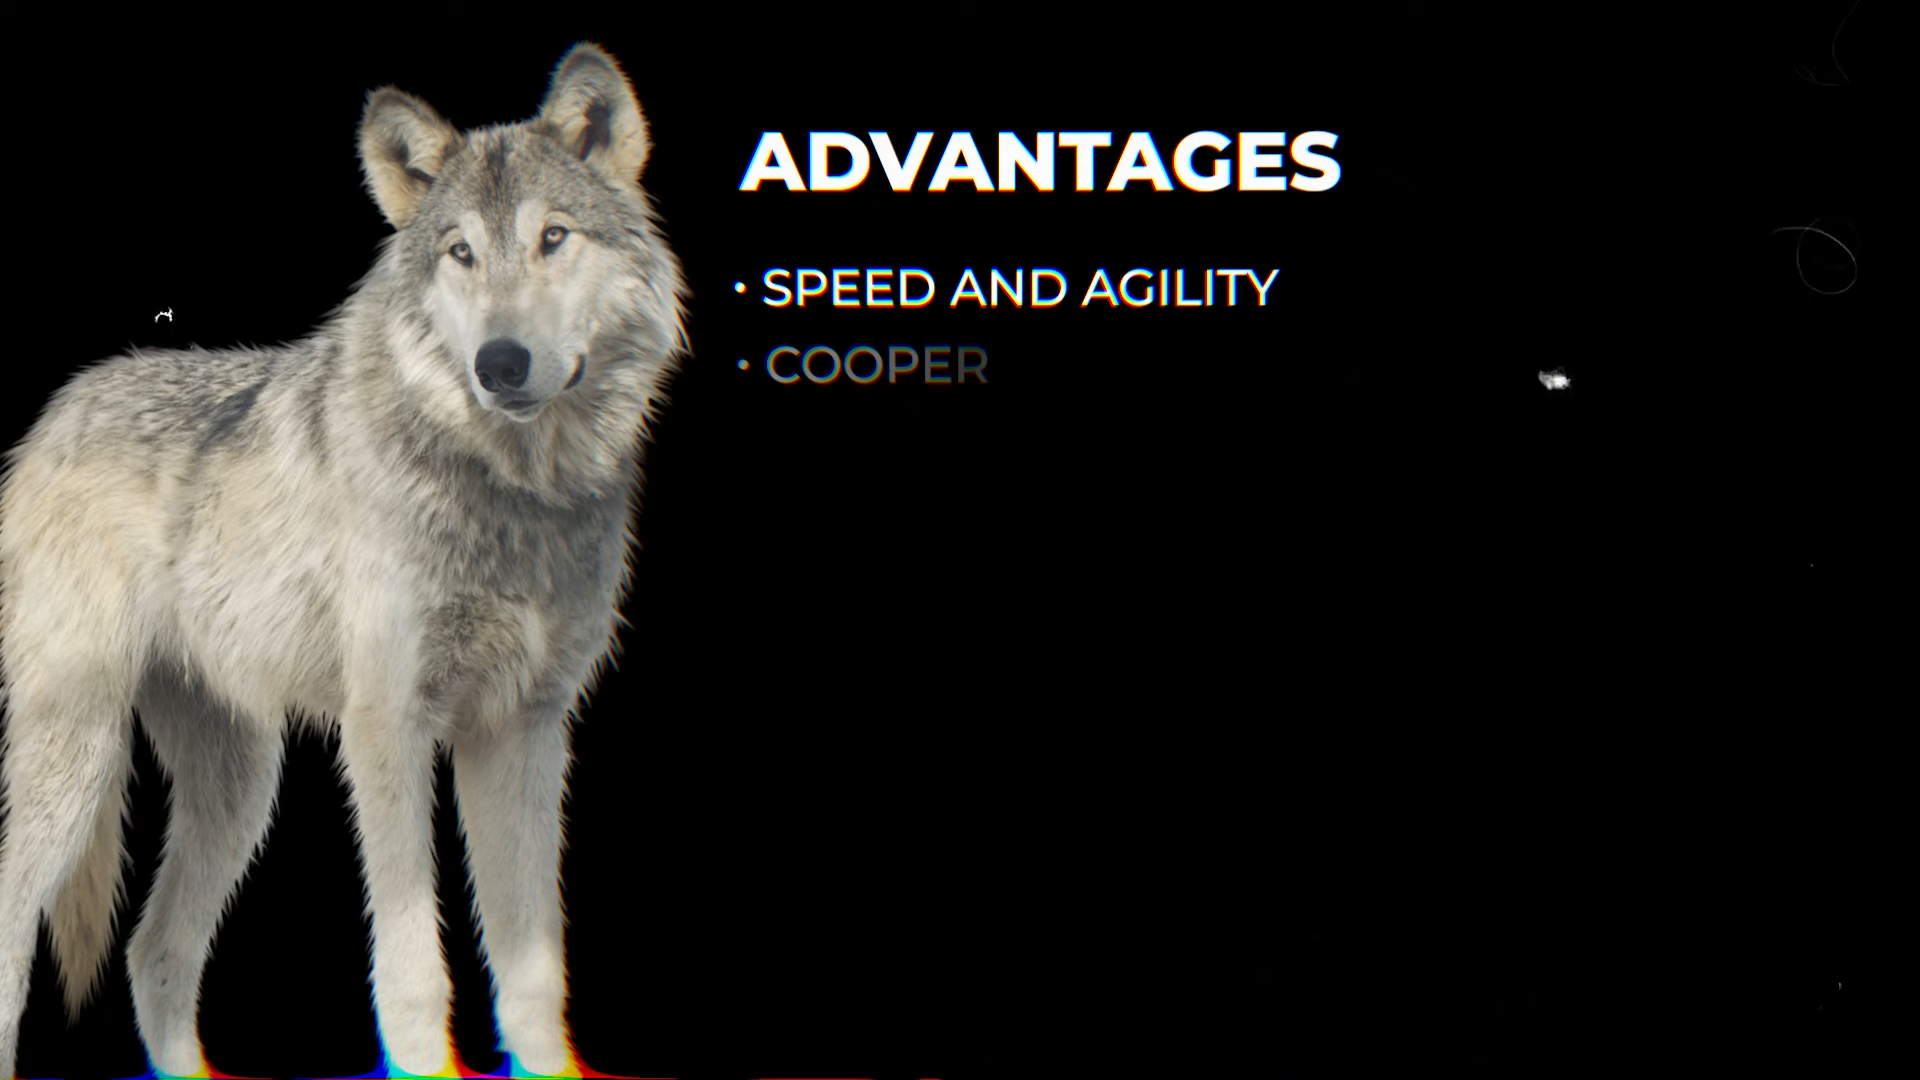 ADVANTAGES
• SPEED AND AGILITY
• COOPER